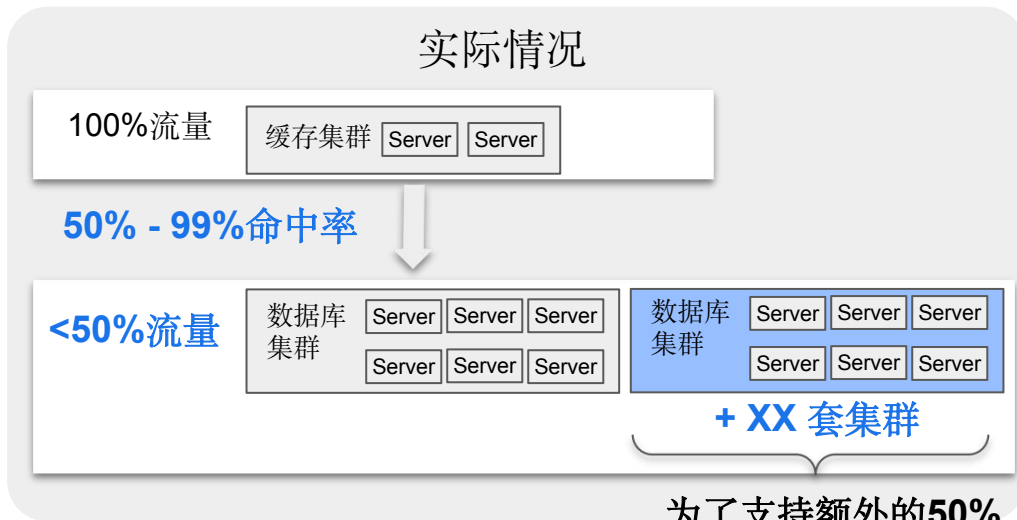 实际情况
100%流量
缓存集群 Server Server
50% - 99%命中率
<50%流量
数据库
集群
Server Server Server
Server Server Server
数据库
集群
Server Server Server
Server Server Server
+ XX 套集群
为了支持额外的50%